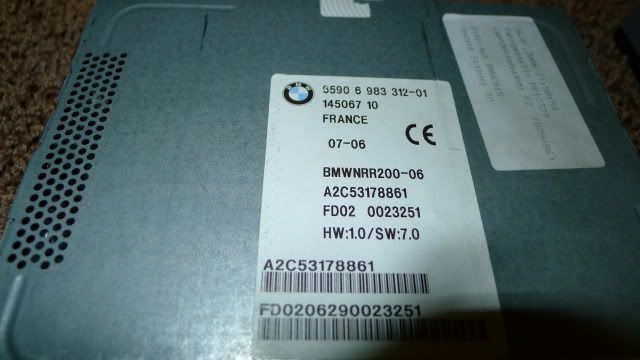 BMW
6590 6 983 312-01
145067 10
FRANCE
CE
07-06
BMWNRR200-06
A2C53178861
FD02 0023251
HW:1.0/SW:7.0
A2C53178861
FD0206290023251